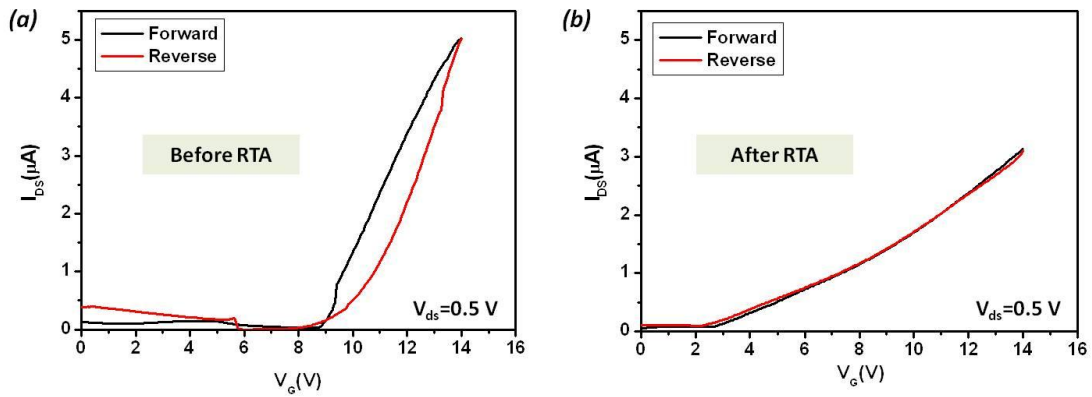 (a)
Forward
Reverse
Before RTA
V_ds=0.5 V
I_DS(μA)
5
4
3
2
1
0
0 2 4 6 8 10 12 14 16
V_G(V)
(b)
Forward
Reverse
After RTA
V_ds=0.5 V
I_DS(μA)
5
4
3
2
1
0
0 2 4 6 8 10 12 14 16
V_G(V)